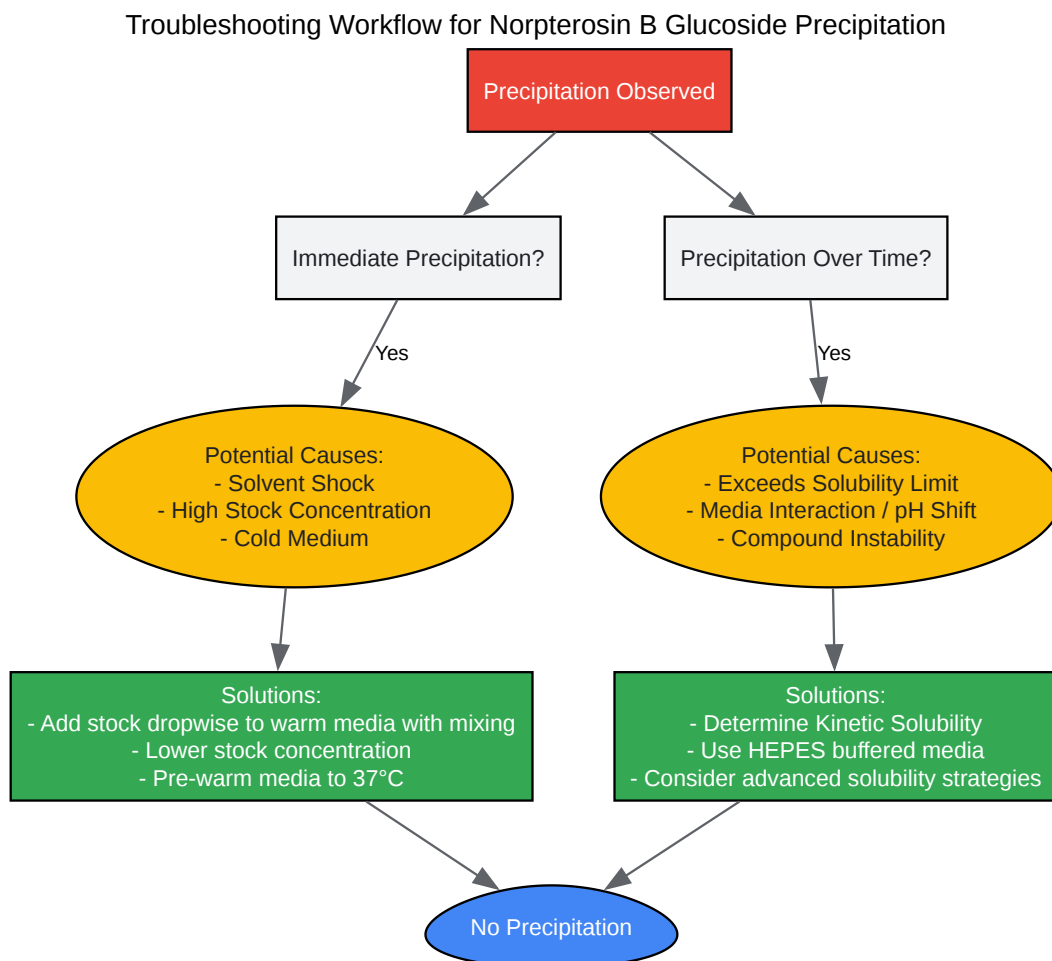 Troubleshooting Workflow for Norpterosin B Glucoside Precipitation
Precipitation Observed
Immediate Precipitation?
Precipitation Over Time?
Yes
Yes
Potential Causes:
- Solvent Shock
- High Stock Concentration
- Cold Medium
Potential Causes:
- Exceeds Solubility Limit
- Media Interaction / pH Shift
- Compound Instability
Solutions:
- Add stock dropwise to warm media with mixing
- Lower stock concentration
- Pre-warm media to 37°C
Solutions:
- Determine Kinetic Solubility
- Use HEPES buffered media
- Consider advanced solubility strategies
No Precipitation